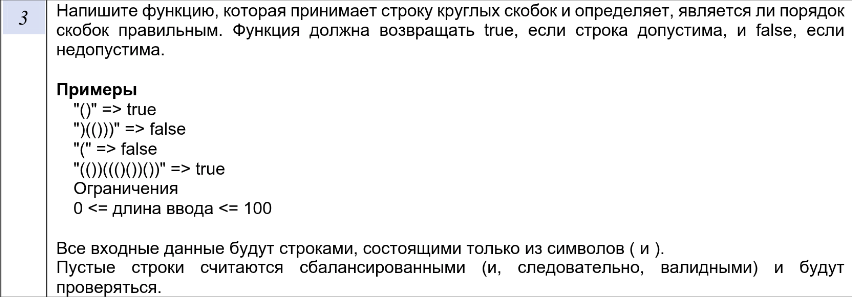 3
Напишите функцию, которая принимает строку круглых скобок и определяет, является ли порядок
скобок правильным. Функция должна возвращать true, если строка допустима, и false, если
недопустима.
Примеры
"()" => true
")(()))" => false
"(" => false
"(())((()())())" => true
Ограничения
0 <= длина ввода <= 100
Все входные данные будут строками, состоящими только из символов ( и ).
Пустые строки считаются сбалансированными (и, следовательно, валидными) и будут
проверяться.